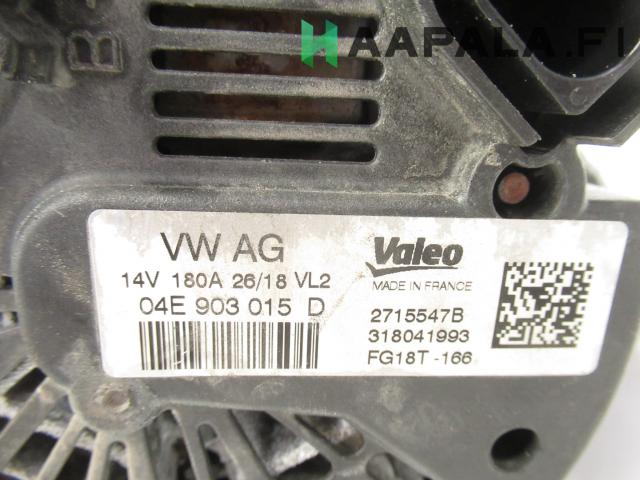 HAAPALA.FI
B
VW AG
14V 180A 26/18 VL2
04E 903 015 D
Valeo
MADE IN FRANCE
2715547B
318041993
FG18T-166